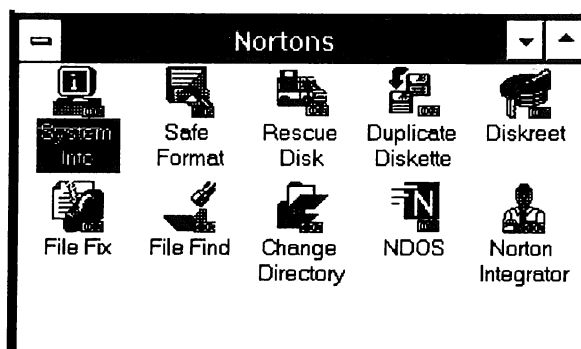 Nortons
System
Info
Safe
Format
Rescue
Disk
Duplicate
Diskette
Diskreet
File Fix
File Find
Change
Directory
NDOS
Norton
Integrator